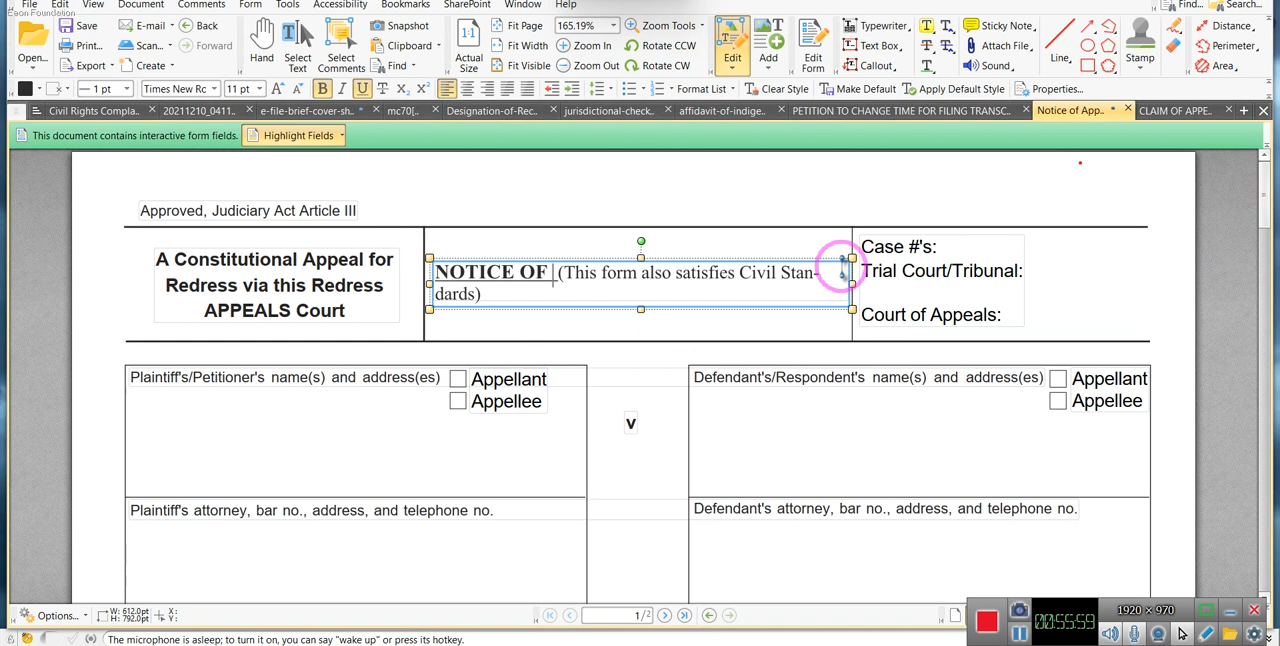 File Edit View Document Comments Form Tools Accessibility Bookmarks SharePoint Window Help
Open... Save E-mail Back Hand Select Text Select Comments Snapshot Actual Size Fit Page 165.19% Zoom Tools Edit Add Edit Form Typewriter Sticky Note Line Stamp Distance Find... Search...
Print... Scan... Forward Clipboard Fit Width Zoom In Rotate CCW Text Box Attach File Perimeter
Export Create Find Fit Visible Zoom Out Rotate CW Callout Sound Area
1 pt Times New Rc 11 pt B I U T X2 X2 Format List Clear Style Make Default Apply Default Style Properties...
Civil Rights Compla... 20211210_0411... e-file-brief-cover-sh... * mc70... Designation-of-Rec... jurisdictional-check... affidavit-of-indige... PETITION TO CHANGE TIME FOR FILING TRANSC... Notice of App.. * CLAIM OF APPE...
This document contains interactive form fields. Highlight Fields
Approved, Judiciary Act Article III
A Constitutional Appeal for
Redress via this Redress
APPEALS Court
NOTICE OF (This form also satisfies Civil Stan-
dards)
Case #'s:
Trial Court/Tribunal:
Court of Appeals:
Plaintiff's/Petitioner's name(s) and address(es) Appellant
Appellee
v
Defendant's/Respondent's name(s) and address(es) Appellant
Appellee
Plaintiff's attorney, bar no., address, and telephone no.
Defendant's attorney, bar no., address, and telephone no.
Options... W: 612.0pt H: 792.0pt X: Y: 1/2
1920 × 970
00:55:59
The microphone is asleep; to turn it on, you can say "wake up" or press its hotkey.